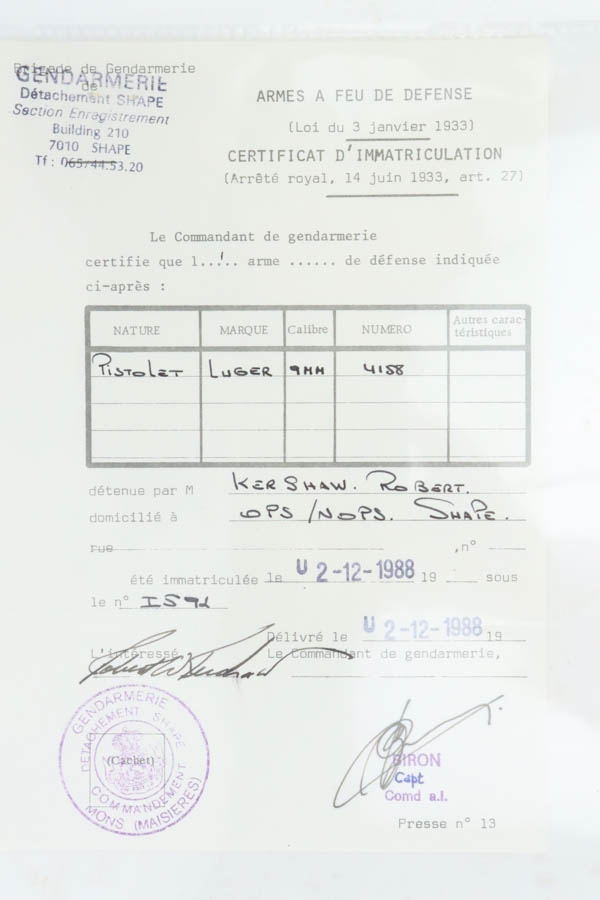 Brigade de Gendarmerie
de
GENDARMERIE
Détachement SHAPE
Section Enregistrement
Building 210
7010 SHAPE
Tf : 065/44.53.20
ARMES A FEU DE DEFENSE
(Loi du 3 janvier 1933)
CERTIFICAT D'IMMATRICULATION
(Arrêté royal, 14 juin 1933, art. 27)
Le Commandant de gendarmerie
certifie que l..'.. arme ...... de défense indiquée
ci-après :
NATURE MARQUE Calibre NUMÉRO Autres carac-
téristiques
PISTOLET LUGER 9MM 4158
détenue par M KERSHAW. ROBERT.
domicilié à OPS/NOPS. SHAPE.
rue ,n°
été immatriculée le 02-12-1988 19 sous
le n°
Délivré le 02-12-1988 19
L'intéressé, Le Commandant de gendarmerie,
GENDARMERIE
DETACHEMENT SHAPE
(Cachet)
COMMANDEMENT
MONS (MAISIERES)
BIRON
Capt
Comd a.i.
Presse n° 13